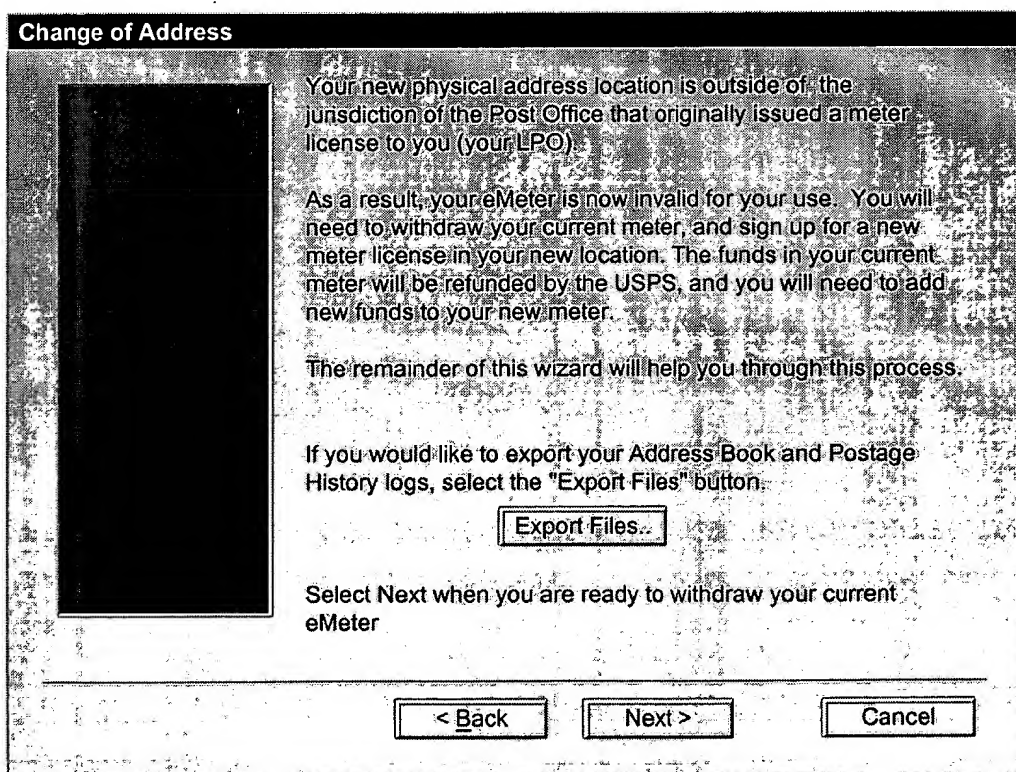 Change of Address
Your new physical address location is outside of the
jurisdiction of the Post Office that originally issued a meter
license to you (your LPO).
As a result, your eMeter is now invalid for your use. You will
need to withdraw your current meter, and sign up for a new
meter license in your new location. The funds in your current
meter will be refunded by the USPS, and you will need to add
new funds to your new meter.
The remainder of this wizard will help you through this process.
If you would like to export your Address Book and Postage
History logs, select the "Export Files" button.
Export Files..
Select Next when you are ready to withdraw your current
eMeter
< Back
Next >
Cancel